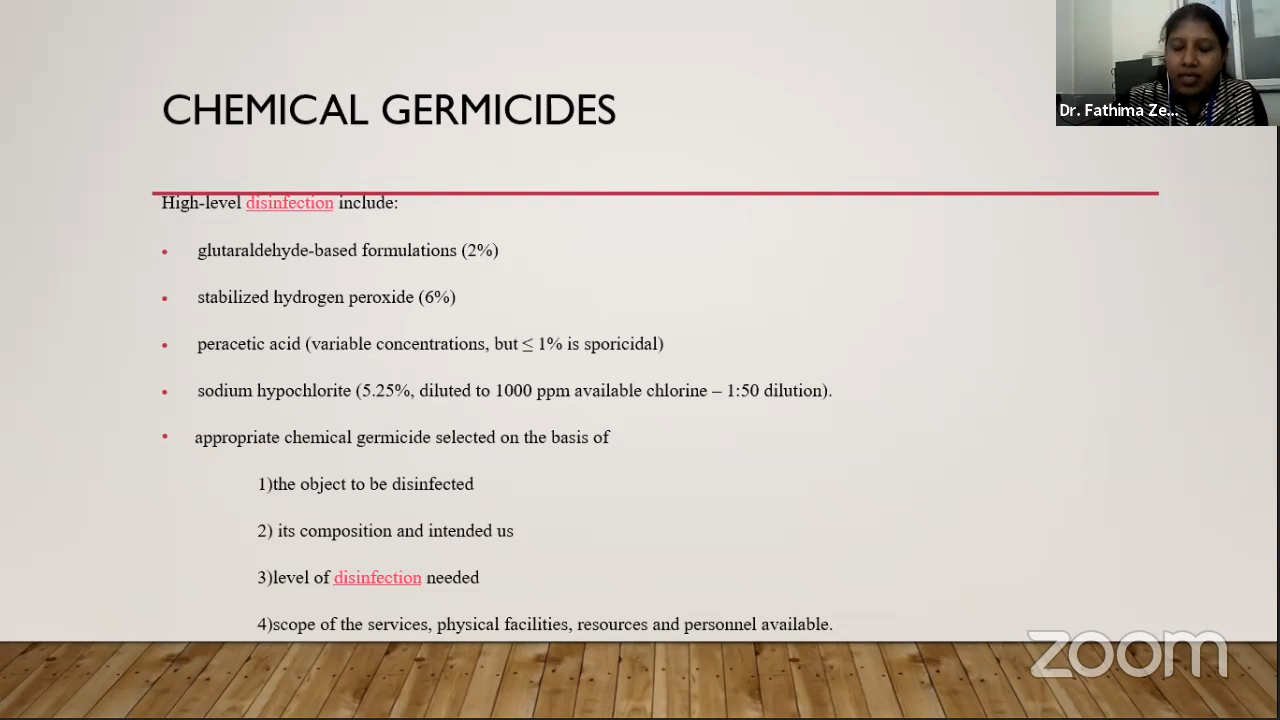 Dr. Fathima Ze...
CHEMICAL GERMICIDES
High-level disinfection include:
• glutaraldehyde-based formulations (2%)
• stabilized hydrogen peroxide (6%)
• peracetic acid (variable concentrations, but ≤ 1% is sporicidal)
• sodium hypochlorite (5.25%, diluted to 1000 ppm available chlorine – 1:50 dilution).
• appropriate chemical germicide selected on the basis of
1)the object to be disinfected
2) its composition and intended us
3)level of disinfection needed
4)scope of the services, physical facilities, resources and personnel available.
zoom